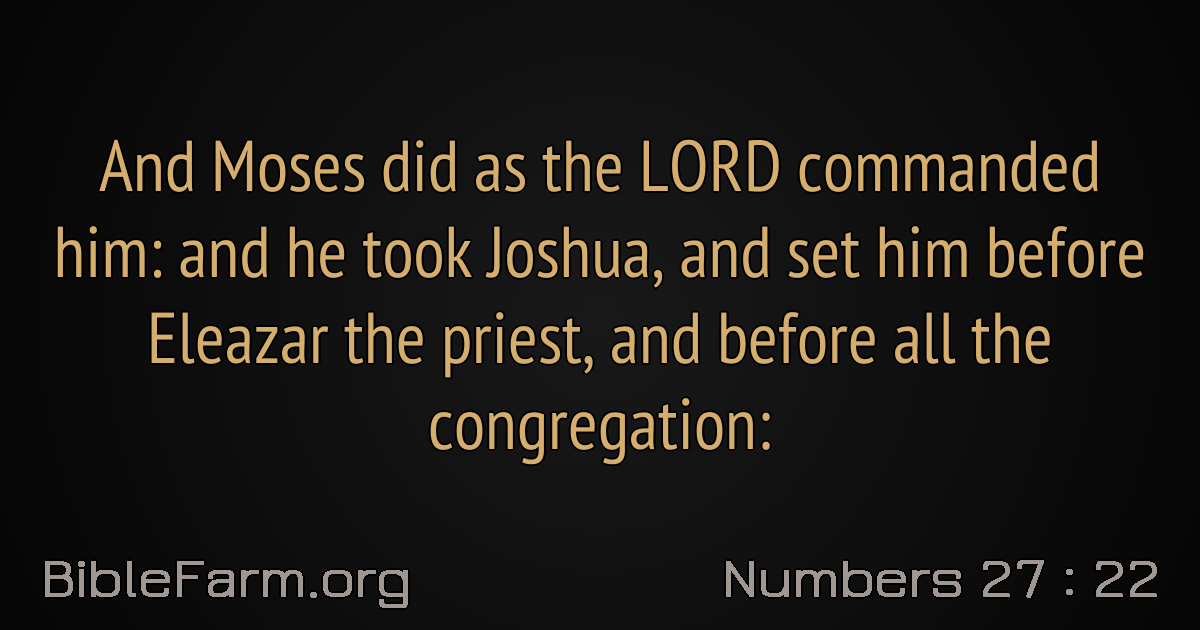 And Moses did as the LORD commanded
him: and he took Joshua, and set him before
Eleazar the priest, and before all the
congregation:
BibleFarm.org
Numbers 27 : 22